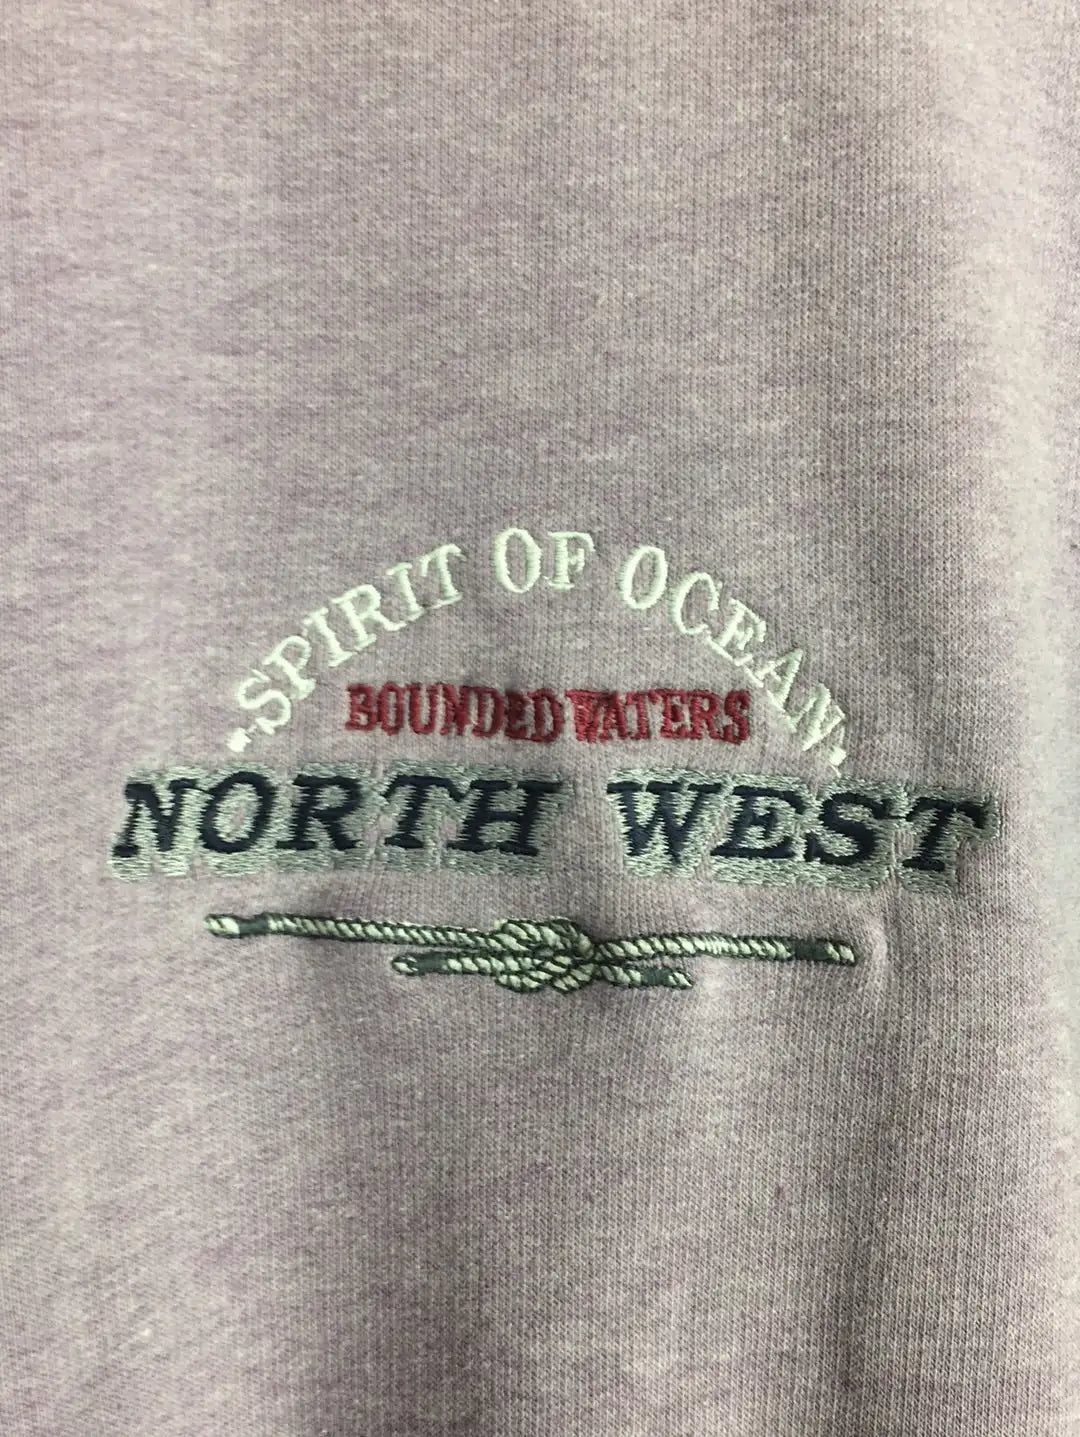 "SPIRIT OF OCEAN"
BOUNDED WATERS
NORTH WEST